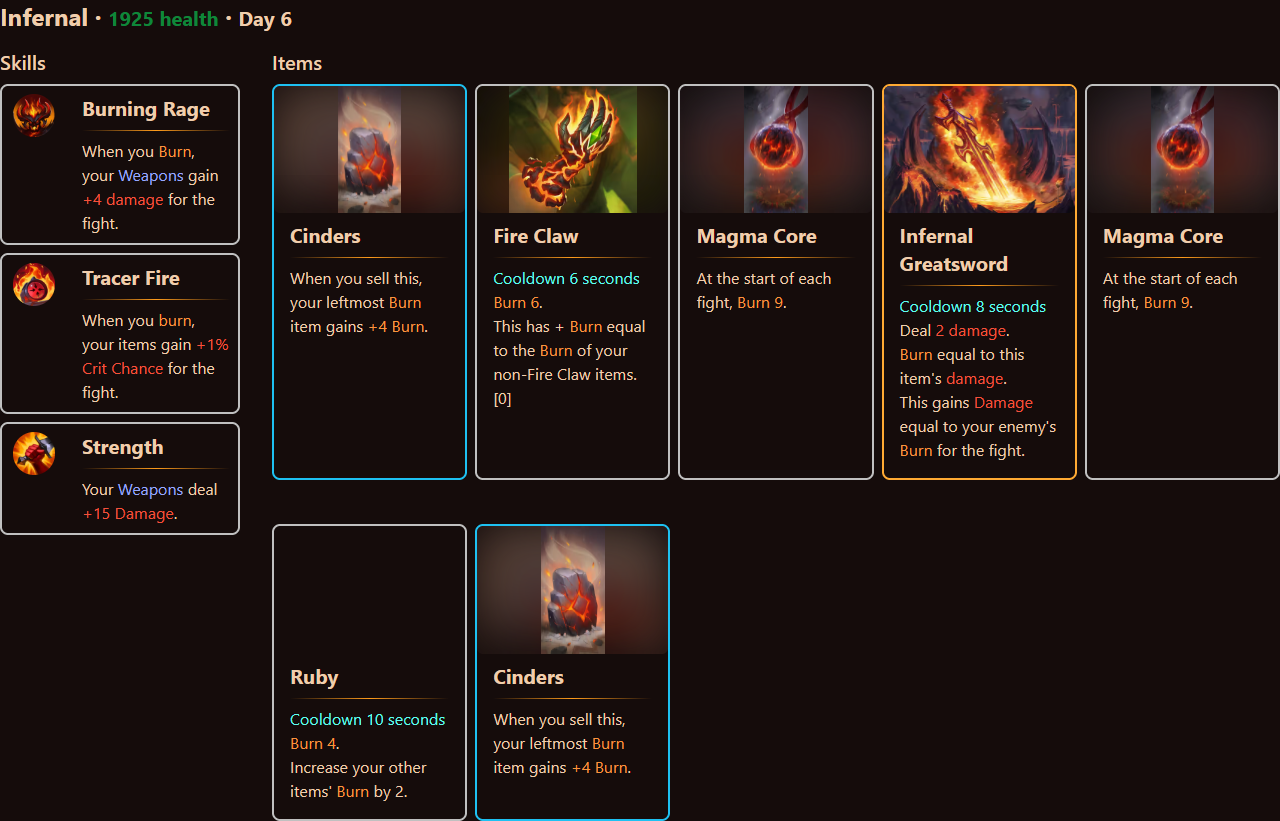 Infernal · 1925 health · Day 6
Skills
Burning Rage
When you Burn,
your Weapons gain
+4 damage for the
fight.
Tracer Fire
When you burn,
your items gain +1%
Crit Chance for the
fight.
Strength
Your Weapons deal
+15 Damage.
Items
Cinders
When you sell this,
your leftmost Burn
item gains +4 Burn.
Fire Claw
Cooldown 6 seconds
Burn 6.
This has + Burn equal
to the Burn of your
non-Fire Claw items.
[0]
Magma Core
At the start of each
fight, Burn 9.
Infernal
Greatsword
Cooldown 8 seconds
Deal 2 damage.
Burn equal to this
item's damage.
This gains Damage
equal to your enemy's
Burn for the fight.
Magma Core
At the start of each
fight, Burn 9.
Ruby
Cooldown 10 seconds
Burn 4.
Increase your other
items' Burn by 2.
Cinders
When you sell this,
your leftmost Burn
item gains +4 Burn.